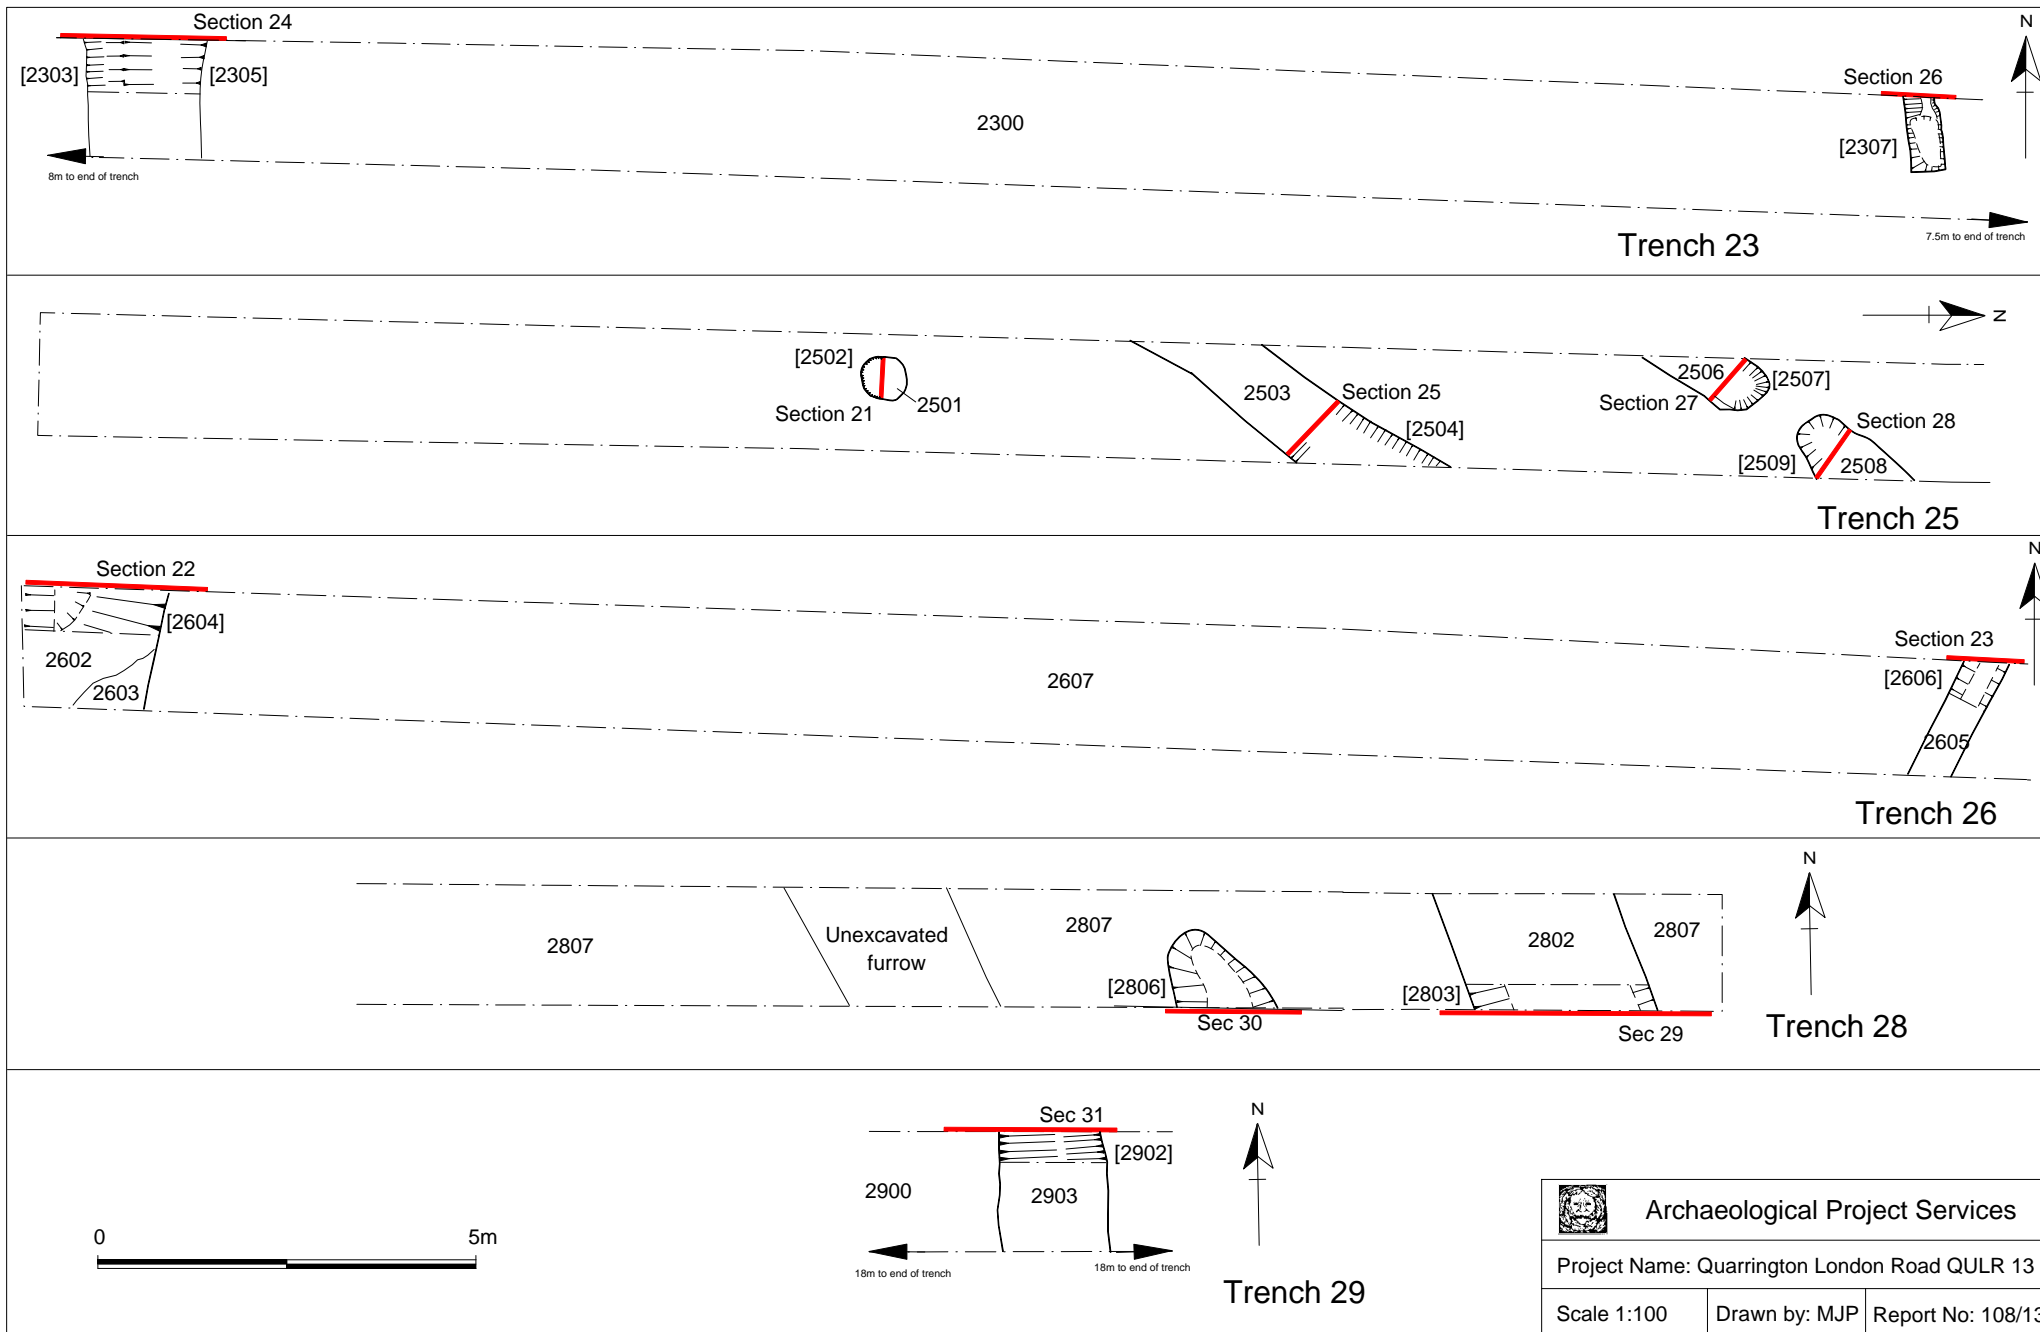 Section 24
N
[2303]
[2305]
Section 26
2300
[2307]
8m to end of trench
7.5m to end of trench
Trench 23
N
[2502]
2501
Section 21
2503
Section 25
[2504]
2506
[2507]
Section 27
Section 28
[2509]
2508
Trench 25
Section 22
N
[2604]
2602
2603
2607
Section 23
[2606]
2605
Trench 26
N
2807
Unexcavated
furrow
2807
2802
2807
[2806]
[2803]
Sec 30
Sec 29
Trench 28
Sec 31
N
[2902]
2900
2903
18m to end of trench
18m to end of trench
Trench 29
0 5m
Archaeological Project Services
Project Name: Quarrington London Road QULR 13
Scale 1:100 Drawn by: MJP Report No: 108/13